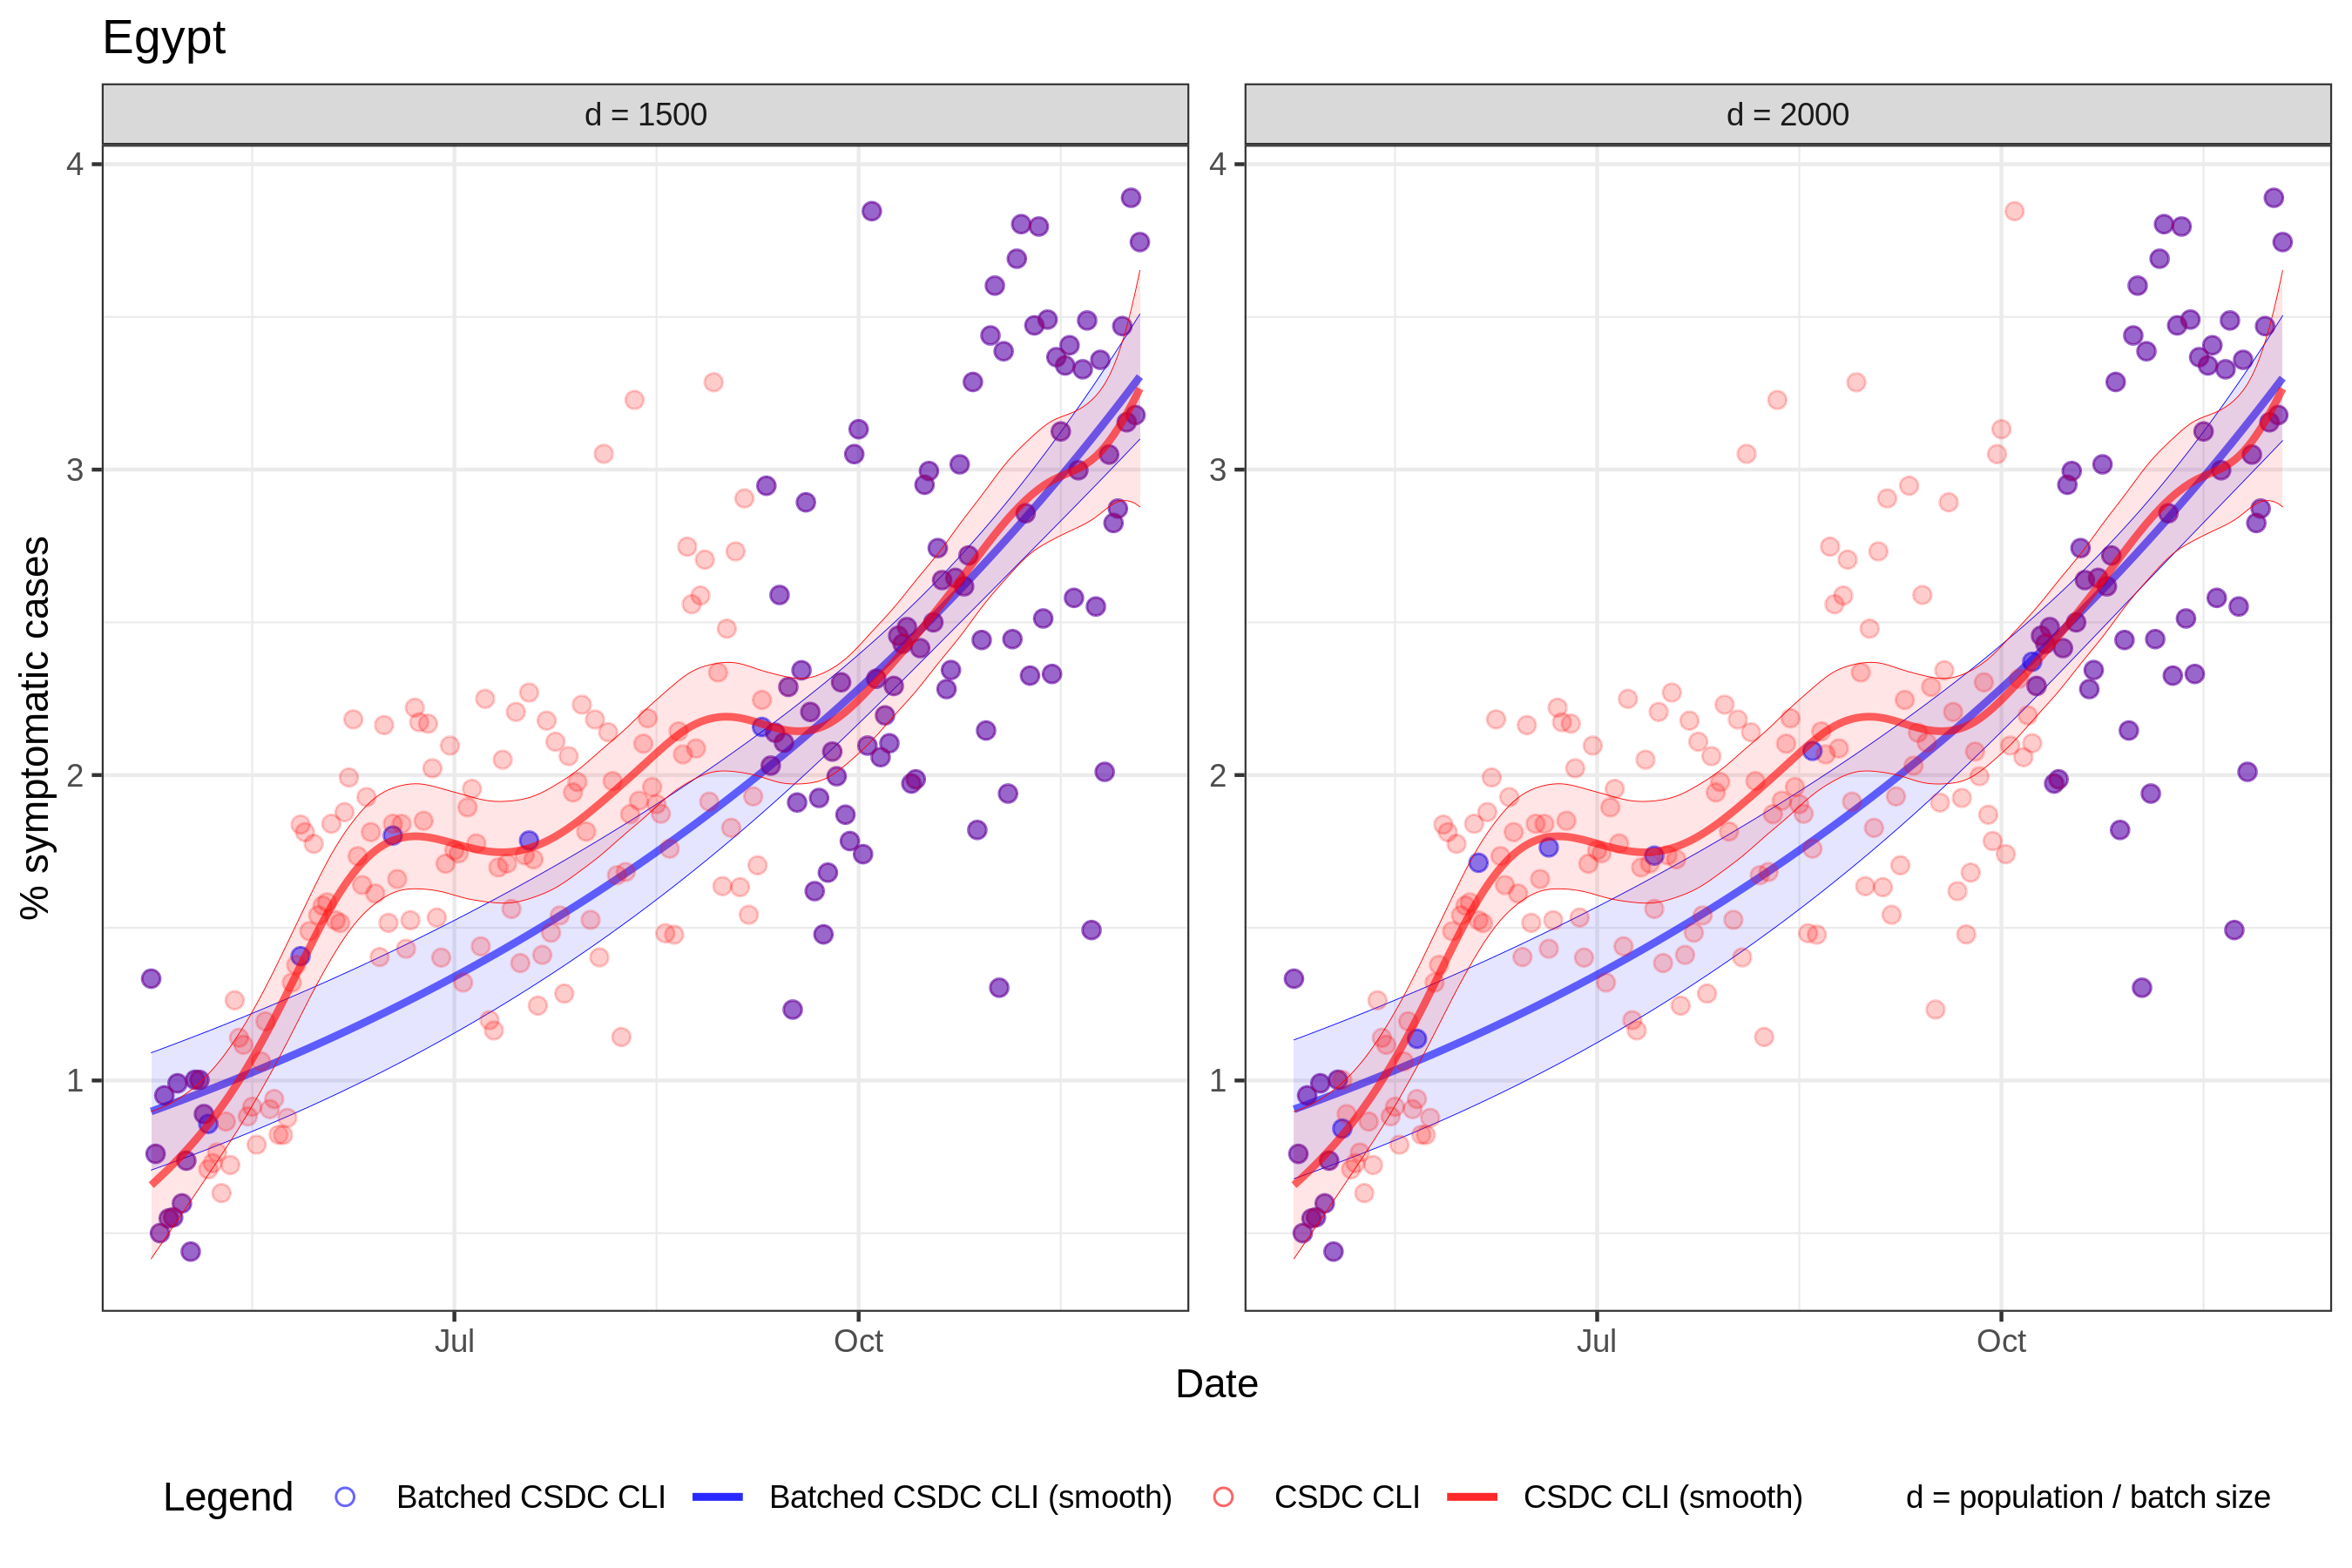 Egypt
d = 1500
d = 2000
% symptomatic cases
4
3
2
1
4
3
2
1
Jul
Oct
Jul
Oct
Date
Legend
Batched CSDC CLI
Batched CSDC CLI (smooth)
CSDC CLI
CSDC CLI (smooth)
d = population / batch size